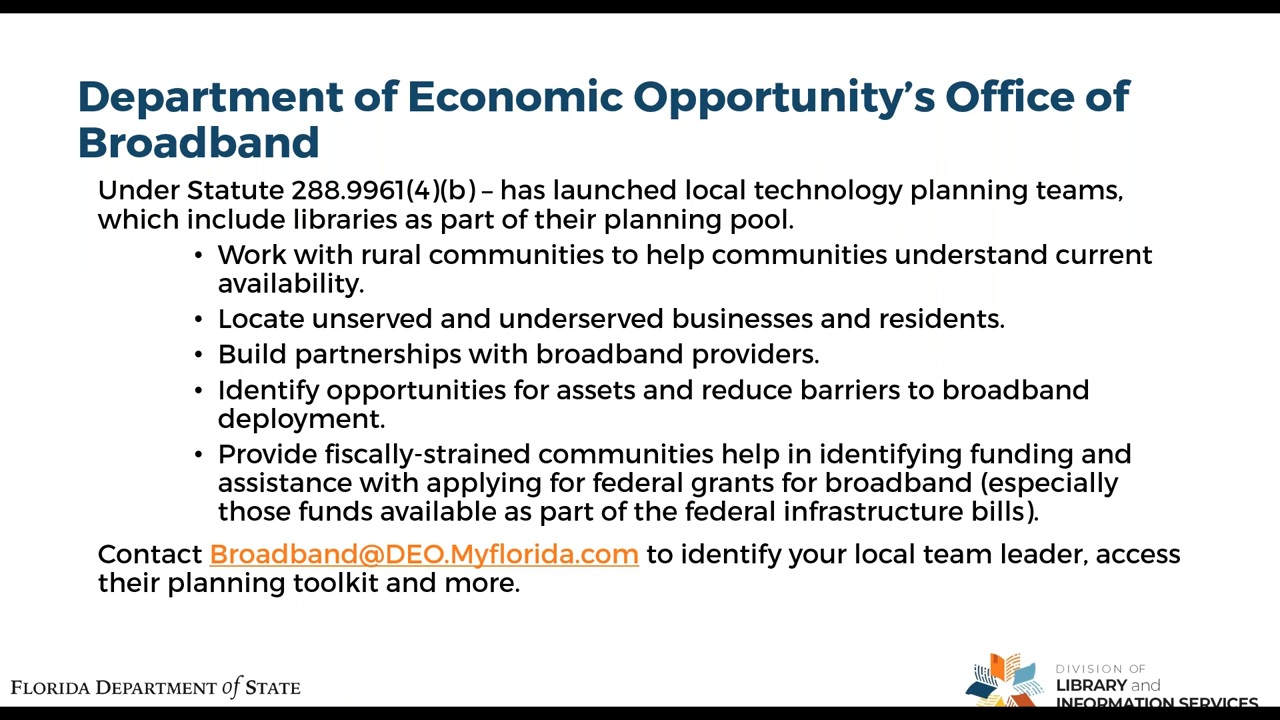 Department of Economic Opportunity’s Office of
Broadband
Under Statute 288.9961(4)(b) – has launched local technology planning teams,
which include libraries as part of their planning pool.
• Work with rural communities to help communities understand current
availability.
• Locate unserved and underserved businesses and residents.
• Build partnerships with broadband providers.
• Identify opportunities for assets and reduce barriers to broadband
deployment.
• Provide fiscally-strained communities help in identifying funding and
assistance with applying for federal grants for broadband (especially
those funds available as part of the federal infrastructure bills).
Contact Broadband@DEO.Myflorida.com to identify your local team leader, access
their planning toolkit and more.
FLORIDA DEPARTMENT of STATE
DIVISION OF
LIBRARY and
INFORMATION SERVICES